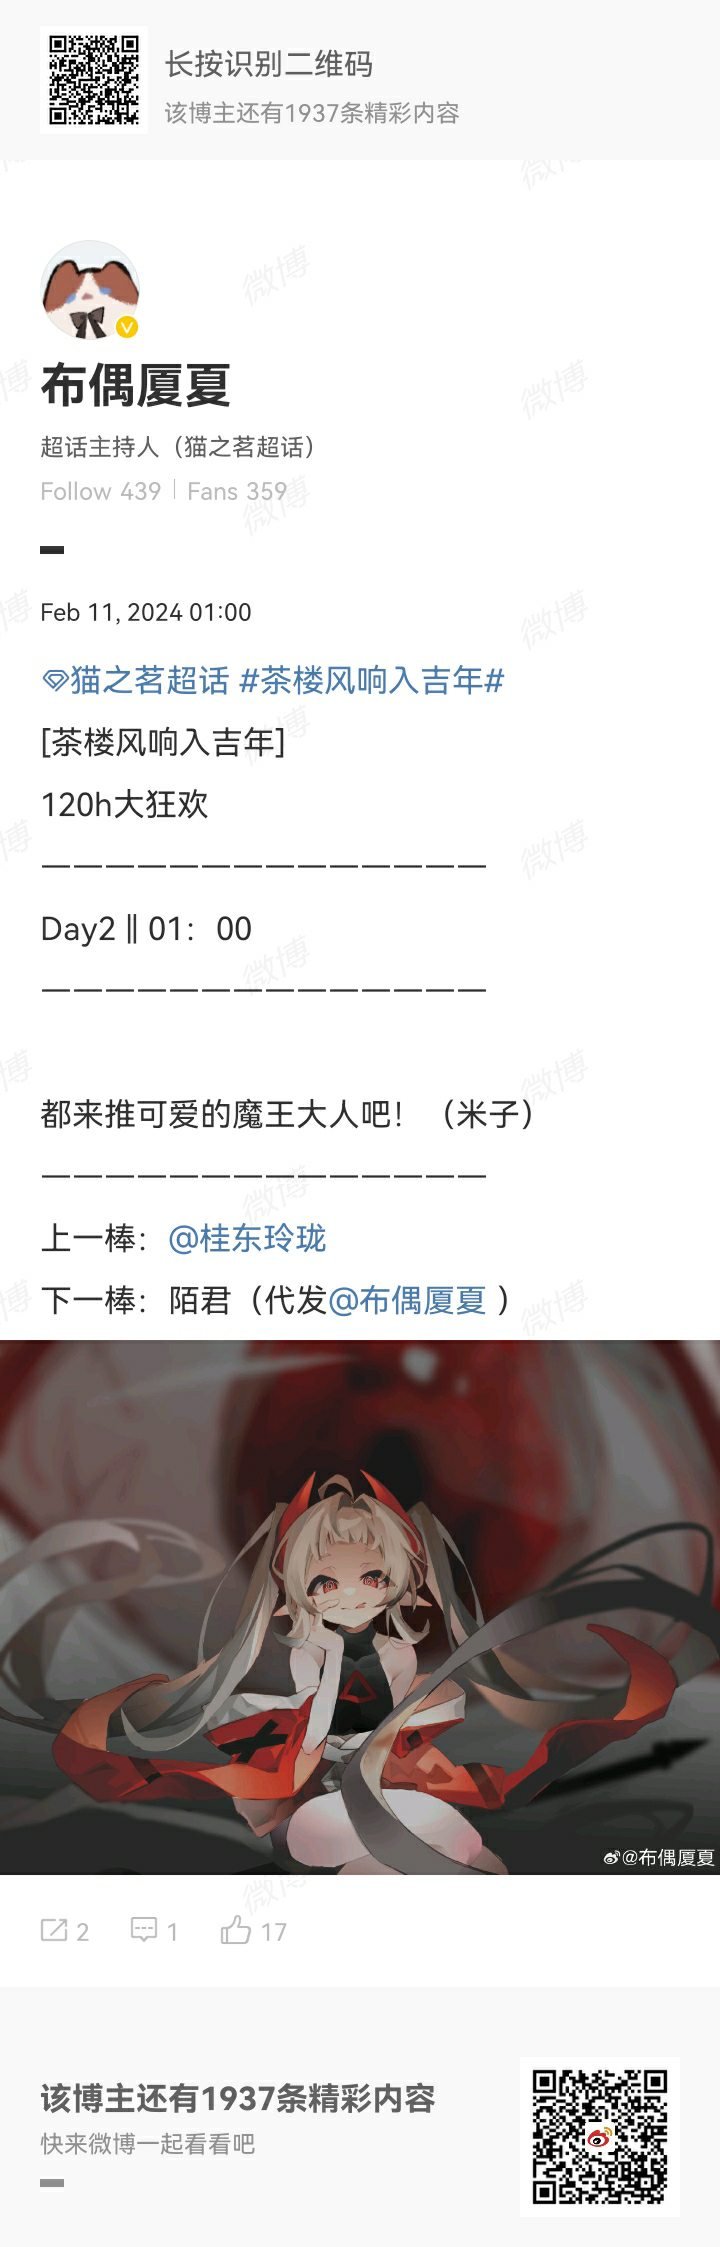 长按识别二维码
该博主还有1937条精彩内容
布偶厦夏
超话主持人（猫之茗超话）
Follow 439 | Fans 359
Feb 11, 2024 01:00
猫之茗超话 #茶楼风响入吉年#
[茶楼风响入吉年]
120h大狂欢
——————————————
Day2 || 01：00
——————————————
都来推可爱的魔王大人吧！（米子）
——————————————
上一棒：@桂东玲珑
下一棒：陌君（代发@布偶厦夏 ）
@布偶厦夏
2 1 17
该博主还有1937条精彩内容
快来微博一起看看吧
微博